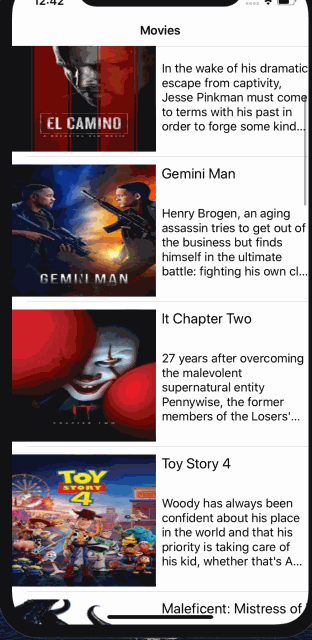 12:42
Movies
In the wake of his dramatic
escape from captivity,
Jesse Pinkman must come
to terms with his past in
order to forge some kind...
EL CAMINO
Gemini Man
Henry Brogen, an aging
assassin tries to get out of
the business but finds
himself in the ultimate
battle: fighting his own cl...
GEMINI MAN
It Chapter Two
27 years after overcoming
the malevolent
supernatural entity
Pennywise, the former
members of the Losers'...
IT
CHAPTER TWO
Toy Story 4
TOY
STORY
4
Woody has always been
confident about his place
in the world and that his
priority is taking care of
his kid, whether that's A...
Maleficent: Mistress of